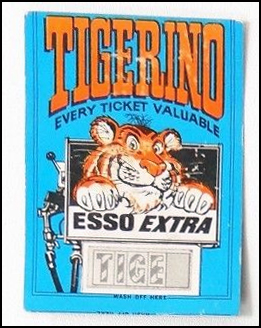 TIGERINO
EVERY TICKET VALUABLE
ESSO EXTRA
TIGE
WASH OFF HERE